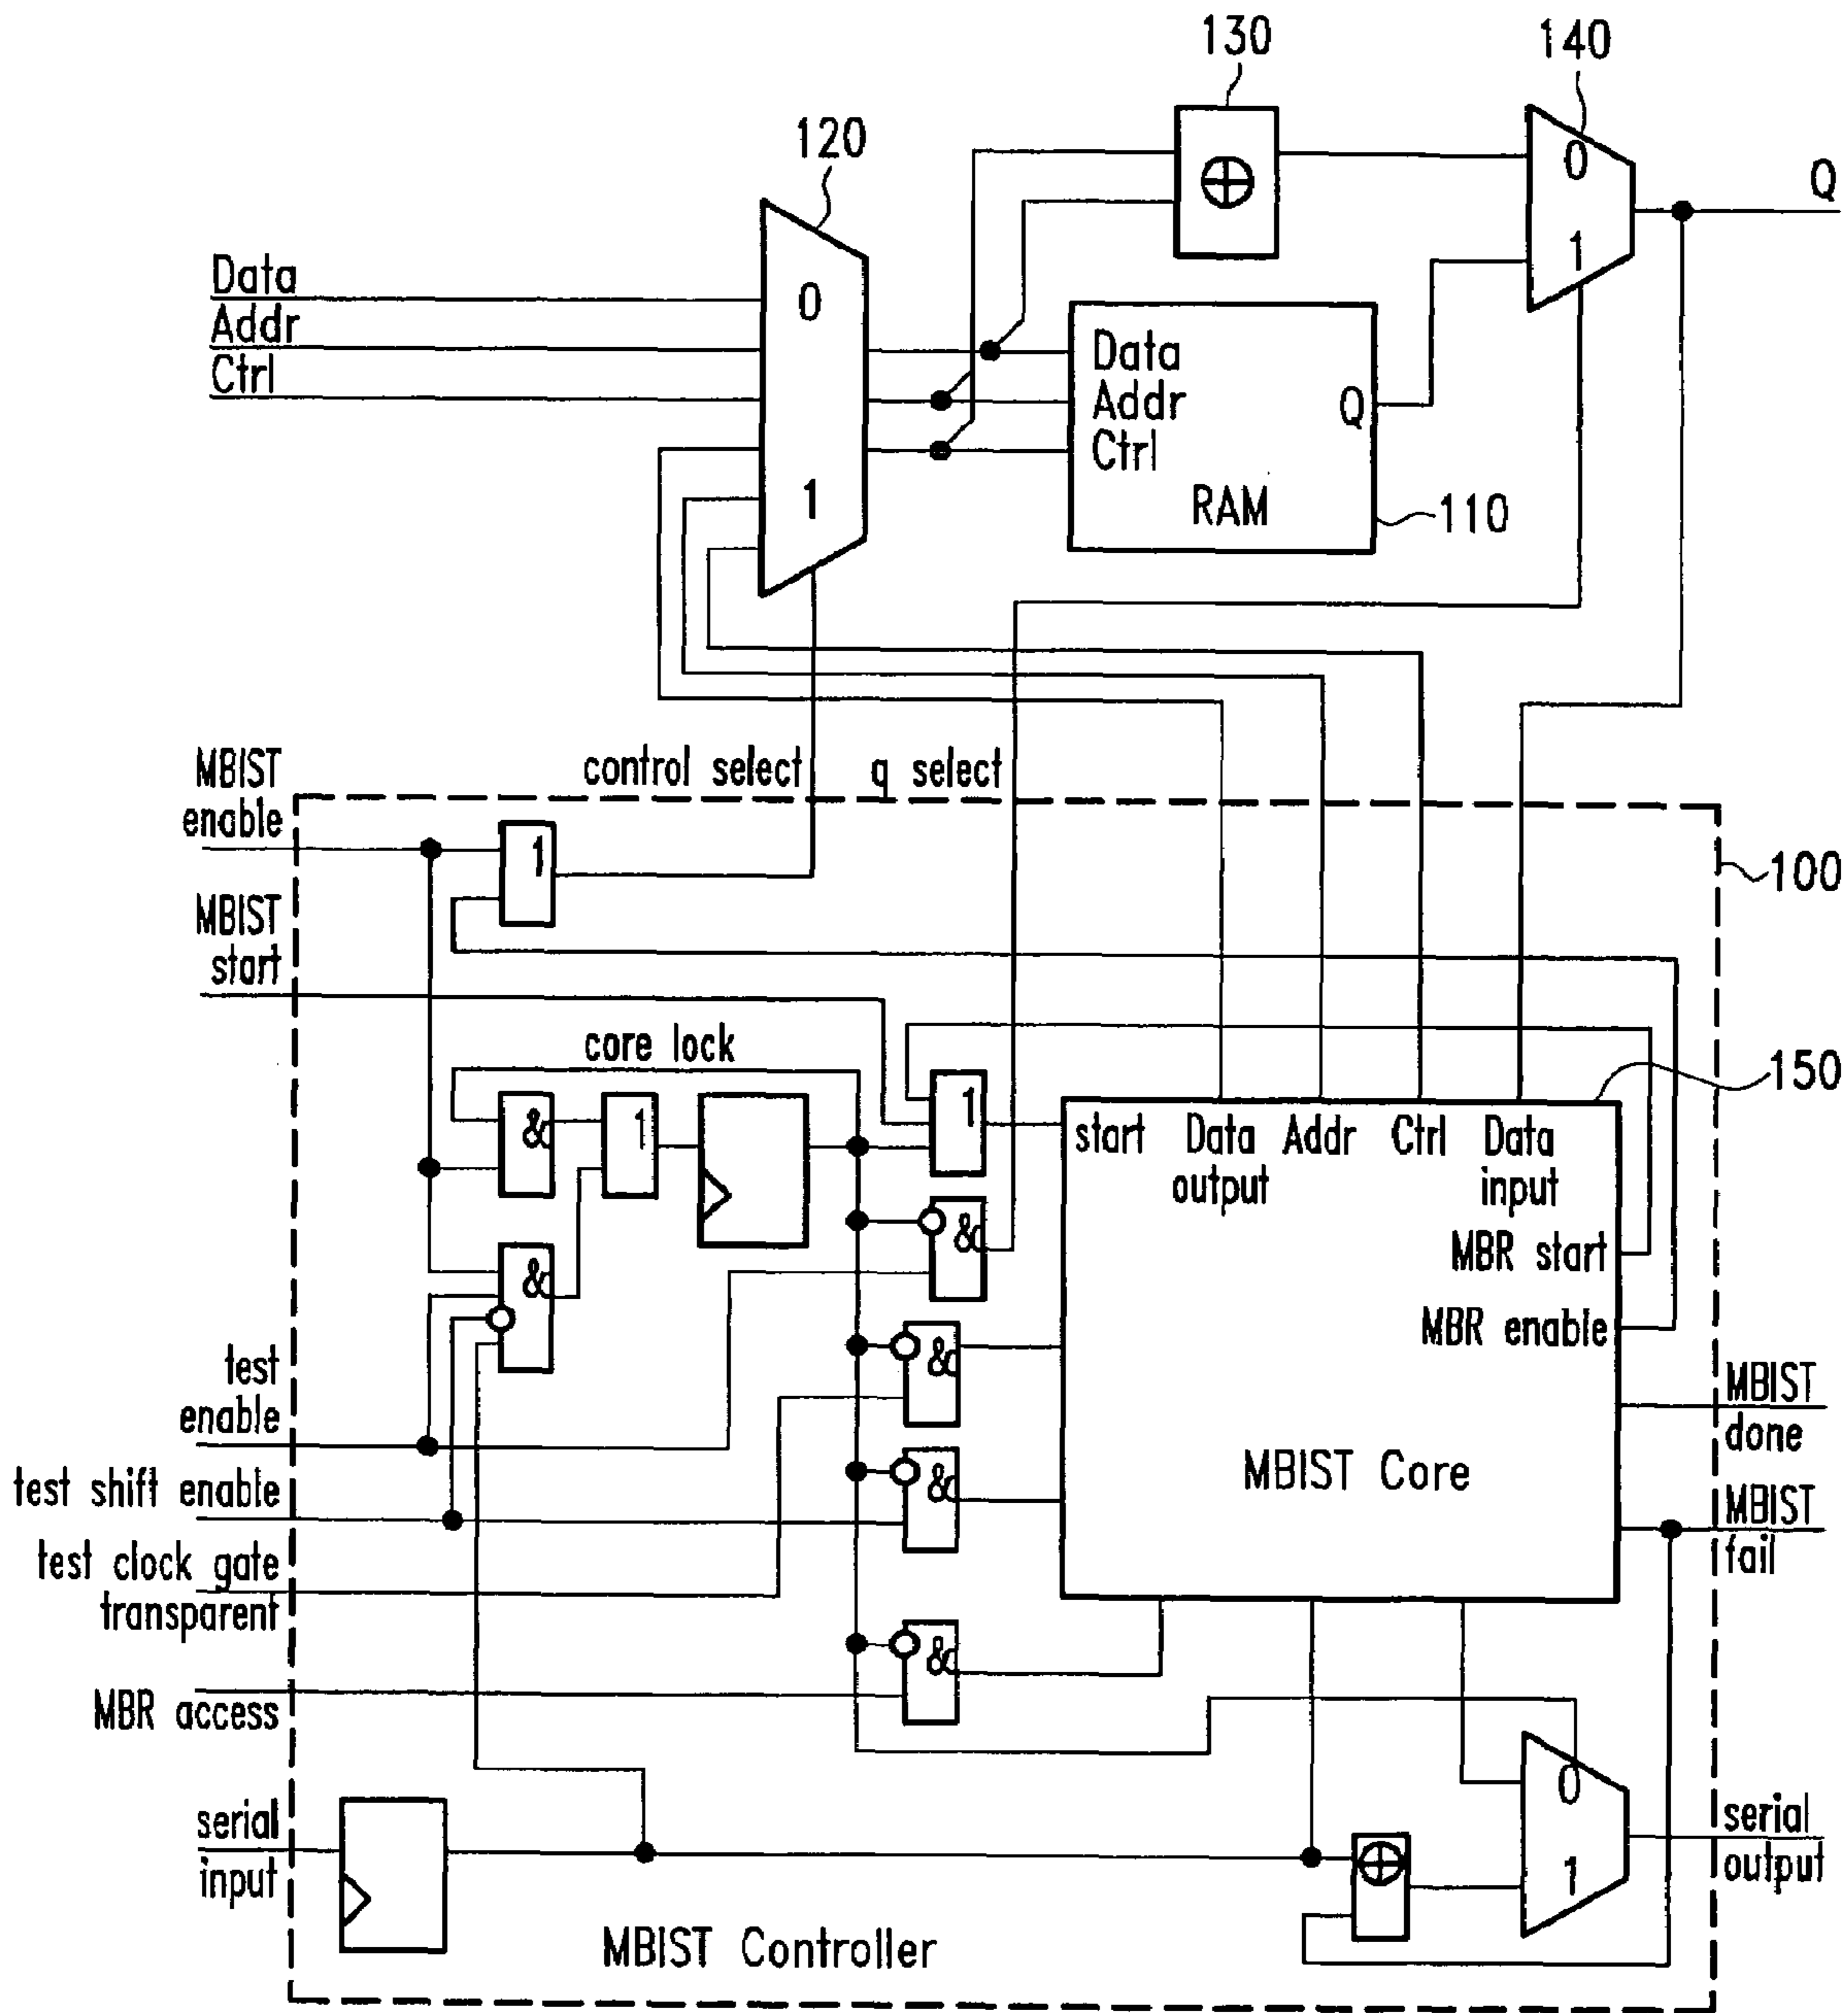 130
140
120
0
Q
1
Data
Addr
Ctrl
0
1
Data
Addr
Ctrl
Q
RAM
110
MBIST
enable
control select
q select
1
100
MBIST
start
core lock
150
&
1
1
start
Data
output
Addr
Ctrl
Data
input
&
&
MBR start
MBR enable
&
test
enable
MBIST
done
test shift enable
&
MBIST Core
MBIST
fail
test clock gate
transparent
&
MBR access
0
1
serial
input
serial
output
MBIST Controller